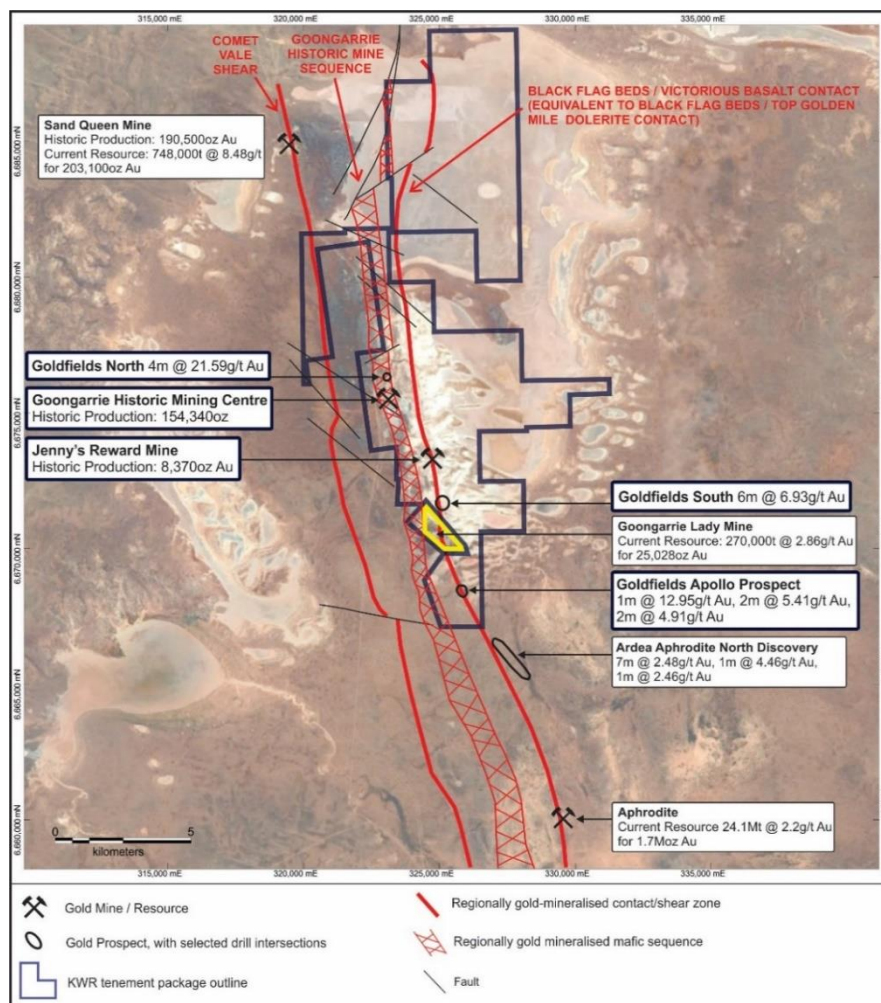 315,000 mE
320,000 mE
325,000 mE
330,000 mE
335,000 mE
COMET
VALE
SHEAR
GOONGARRIE
HISTORIC MINE
SEQUENCE
BLACK FLAG BEDS / VICTORIOUS BASALT CONTACT
(EQUIVALENT TO BLACK FLAG BEDS / TOP GOLDEN
MILE DOLERITE CONTACT)
Sand Queen Mine
Historic Production: 190,500oz Au
Current Resource: 748,000t @ 8.48g/t
for 203,100oz Au
6,685,000 mN
6,680,000 mN
Goldfields North 4m @ 21.59g/t Au
Goongarrie Historic Mining Centre
Historic Production: 154,340oz
6,675,000 mN
Jenny's Reward Mine
Historic Production: 8,370oz Au
Goldfields South 6m @ 6.93g/t Au
Goongarrie Lady Mine
Current Resource: 270,000t @ 2.86g/t Au
for 25,028oz Au
6,670,000 mN
Goldfields Apollo Prospect
1m @ 12.95g/t Au, 2m @ 5.41g/t Au,
2m @ 4.91g/t Au
Ardea Aphrodite North Discovery
7m @ 2.48g/t Au, 1m @ 4.46g/t Au,
1m @ 2.46g/t Au
6,665,000 mN
Aphrodite
Current Resource 24.1Mt @ 2.2g/t Au
for 1.7Moz Au
6,660,000 mN
0 5
kilometers
315,000 mE
320,000 mE
325,000 mE
330,000 mE
335,000 mE
Gold Mine / Resource
Regionally gold-mineralised contact/shear zone
Gold Prospect, with selected drill intersections
Regionally gold mineralised mafic sequence
KWR tenement package outline
Fault